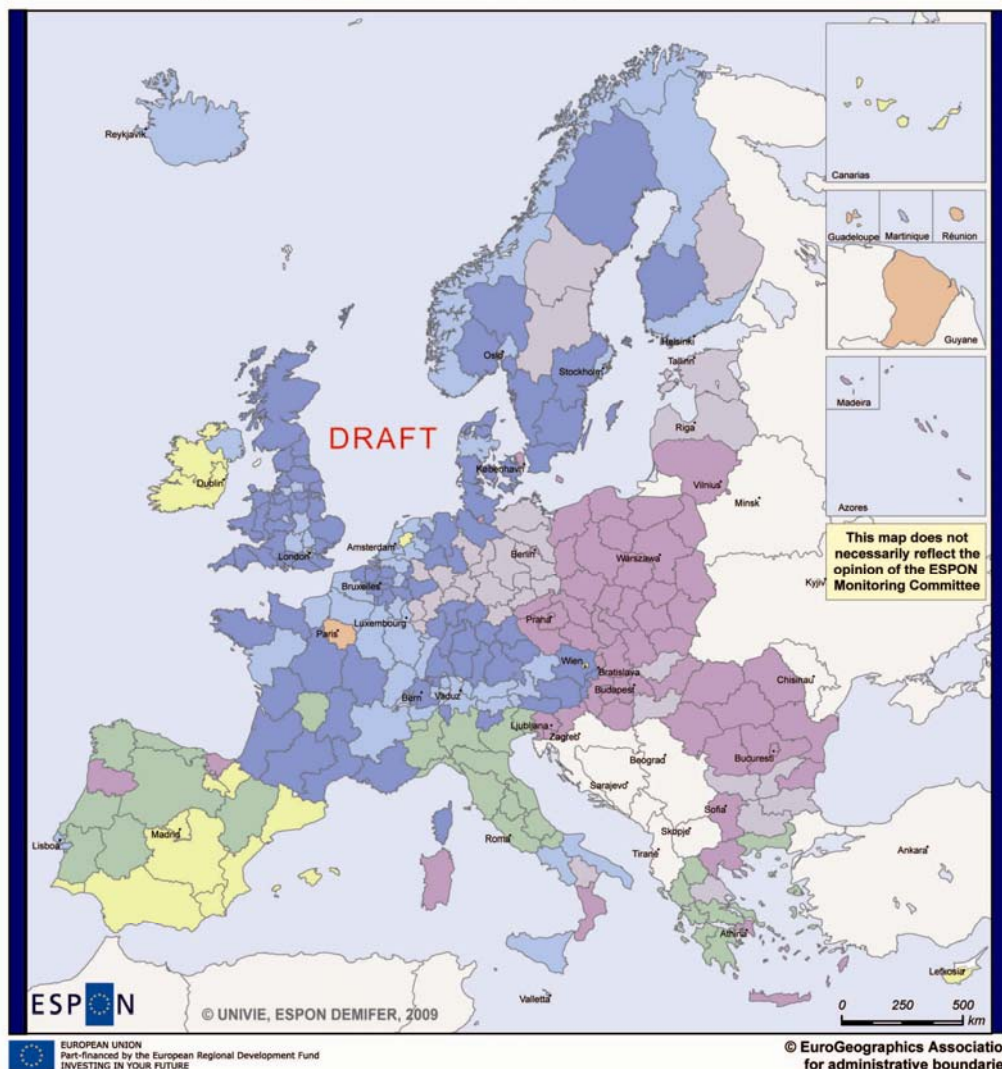 Reykjavik
Canarias
Guadeloupe
Martinique
Réunion
Guyane
Helsinki
Oslo
Tallinn
Stockholm
Madeira
Riga
DRAFT
København
Dublin
Vilnius
Minsk
Azores
This map does not
necessarily reflect the
opinion of the ESPON
Monitoring Committee
Amsterdam
Berlin
London
Warszawa
Bruxelles
Kyjiv
Luxembourg
Praha
Paris
Wien
Bratislava
Bern
Vaduz
Budapest
Chisinau
Ljubljana
Zagreb
Beograd
Bucuresti
Sarajevo
Sofia
Madrid
Roma
Skopje
Lisboa
Tirane
Ankara
Athina
Lefkosia
Valletta
ESPON
© UNIVIE, ESPON DEMIFER, 2009
0 250 500
km
EUROPEAN UNION
Part-financed by the European Regional Development Fund
INVESTING IN YOUR FUTURE
© EuroGeographics Associatio
for administrative boundarie